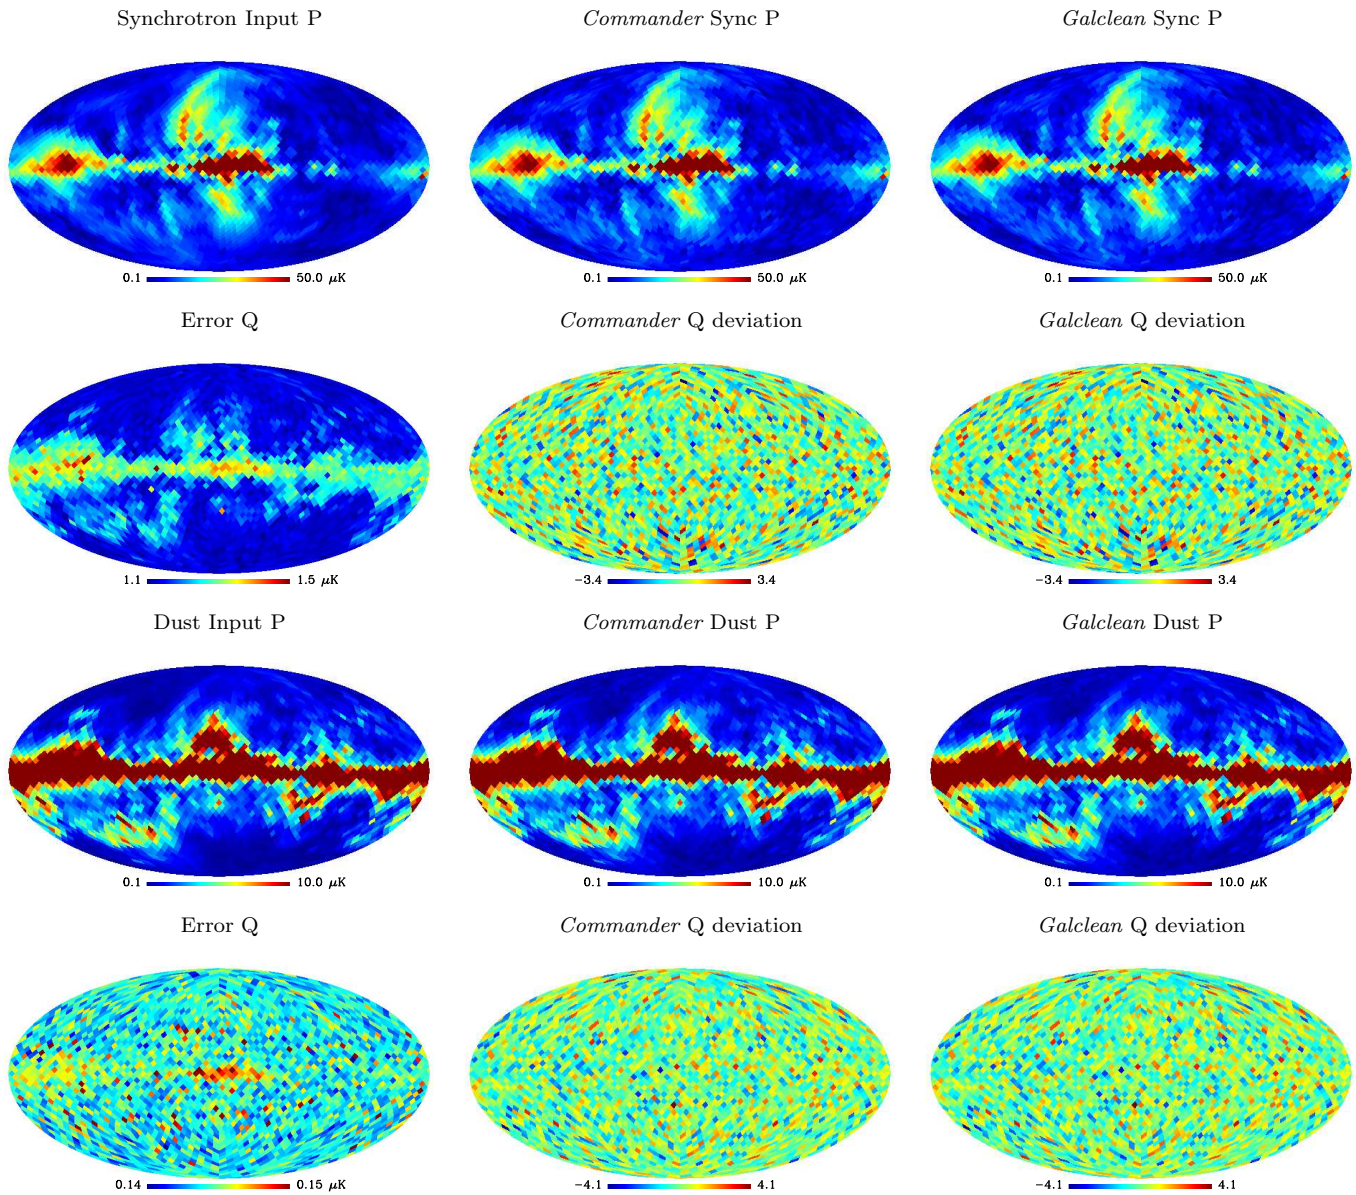 Synchrotron Input P
Commander Sync P
Galclean Sync P
0.1 50.0 μK
0.1 50.0 μK
0.1 50.0 μK
Error Q
Commander Q deviation
Galclean Q deviation
1.1 1.5 μK
−3.4 3.4
−3.4 3.4
Dust Input P
Commander Dust P
Galclean Dust P
0.1 10.0 μK
0.1 10.0 μK
0.1 10.0 μK
Error Q
Commander Q deviation
Galclean Q deviation
0.14 0.15 μK
−4.1 4.1
−4.1 4.1